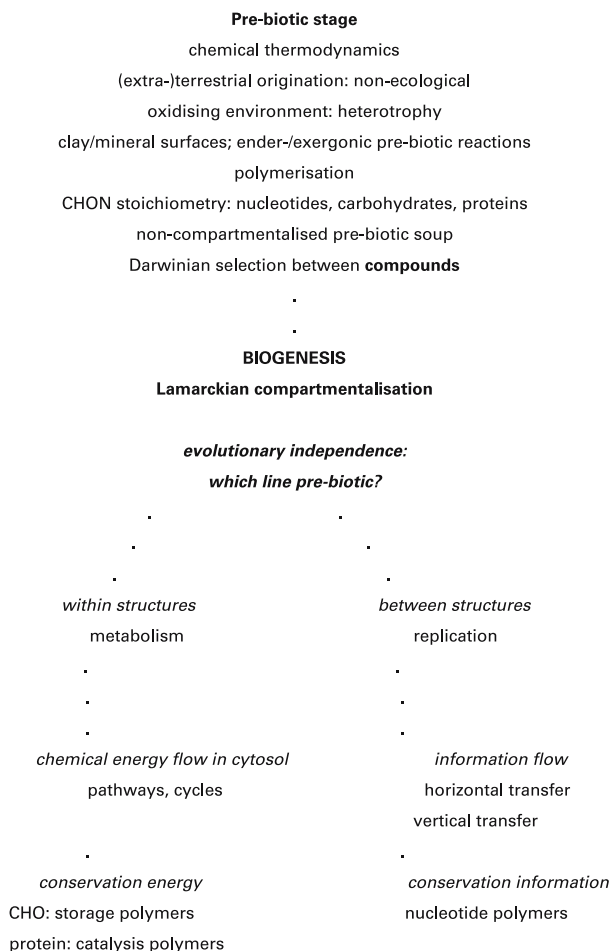 Pre-biotic stage
chemical thermodynamics
(extra-)terrestrial origination: non-ecological
oxidising environment: heterotrophy
clay/mineral surfaces; ender-/exergonic pre-biotic reactions
polymerisation
CHON stoichiometry: nucleotides, carbohydrates, proteins
non-compartmentalised pre-biotic soup
Darwinian selection between compounds
BIOGENESIS
Lamarckian compartmentalisation
evolutionary independence:
which line pre-biotic?
within structures between structures
metabolism replication
chemical energy flow in cytosol information flow
pathways, cycles horizontal transfer
vertical transfer
conservation energy conservation information
CHO: storage polymers nucleotide polymers
protein: catalysis polymers